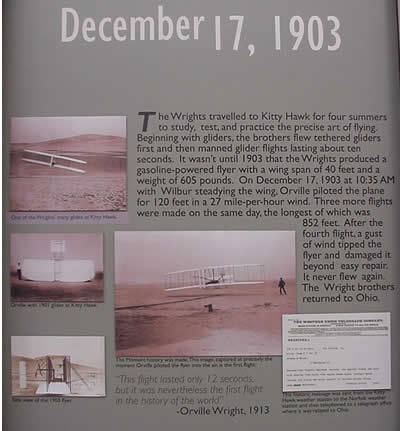 December 17, 1903
The Wrights travelled to Kitty Hawk for four summers
to study, test, and practice the precise art of flying.
Beginning with gliders, the brothers flew tethered gliders
first and then manned glider flights lasting about ten
seconds. It wasn't until 1903 that the Wrights produced a
gasoline-powered flyer with a wing span of 40 feet and a
weight of 605 pounds. On December 17, 1903 at 10:35 AM
with Wilbur steadying the wing, Orville piloted the plane
for 120 feet in a 27 mile-per-hour wind. Three more flights
were made on the same day, the longest of which was
852 feet. After the
fourth flight, a gust
of wind tipped the
flyer and damaged it
beyond easy repair.
It never flew again.
The Wright brothers
returned to Ohio.
One of the Wrights' many gliders at Kitty Hawk.
Orville with 1901 glider at Kitty Hawk.
Side view of the 1903 flyer
The Moment history was made. This image, captured at precisely the
moment Orville piloted the flyer into the air, is the first flight.
"This flight lasted only 12 seconds,
but it was nevertheless the first flight
in the history of the world"
-Orville Wright, 1913
THE WESTERN UNION TELEGRAPH COMPANY.
This historic message was sent from the Kitty
Hawk weather station to the Norfolk weather
station and then telephoned to a telegraph office
where it was relayed to Ohio.